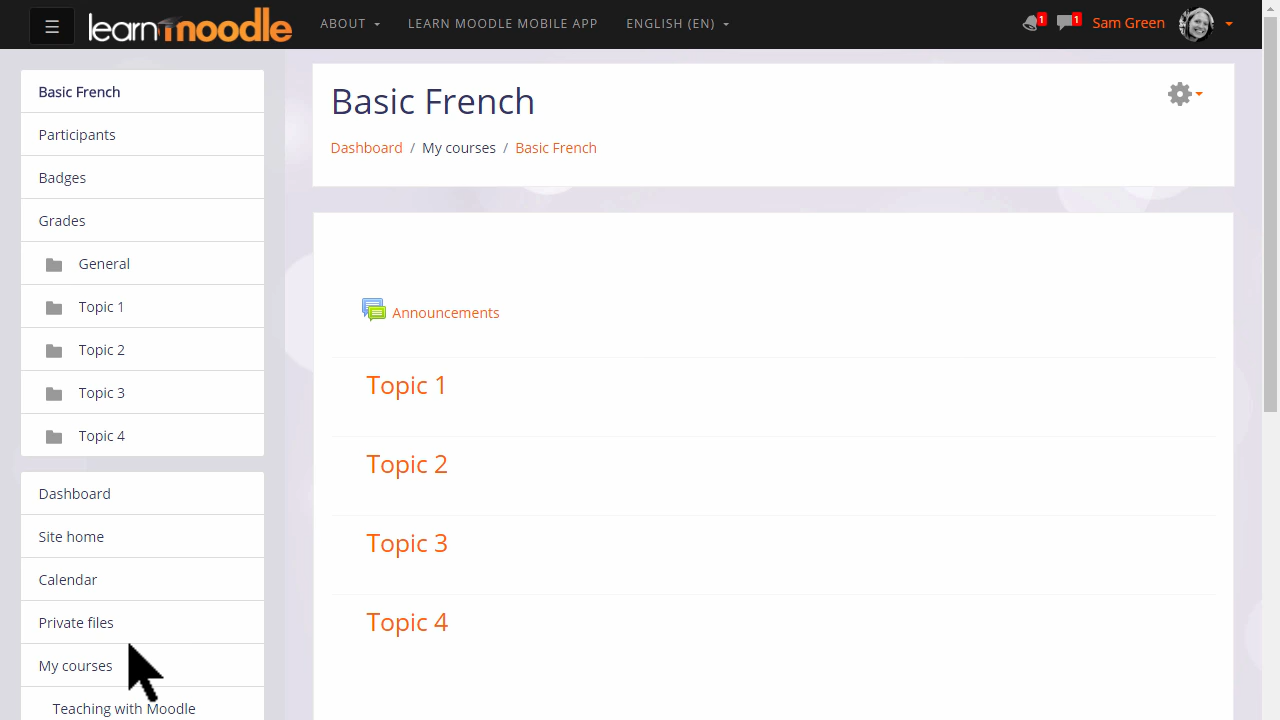 learn moodle
ABOUT
LEARN MOODLE MOBILE APP
ENGLISH (EN)
1
1
Sam Green
Basic French
Participants
Badges
Grades
General
Topic 1
Topic 2
Topic 3
Topic 4
Dashboard
Site home
Calendar
Private files
My courses
Teaching with Moodle
Basic French
Dashboard / My courses / Basic French
Announcements
Topic 1
Topic 2
Topic 3
Topic 4